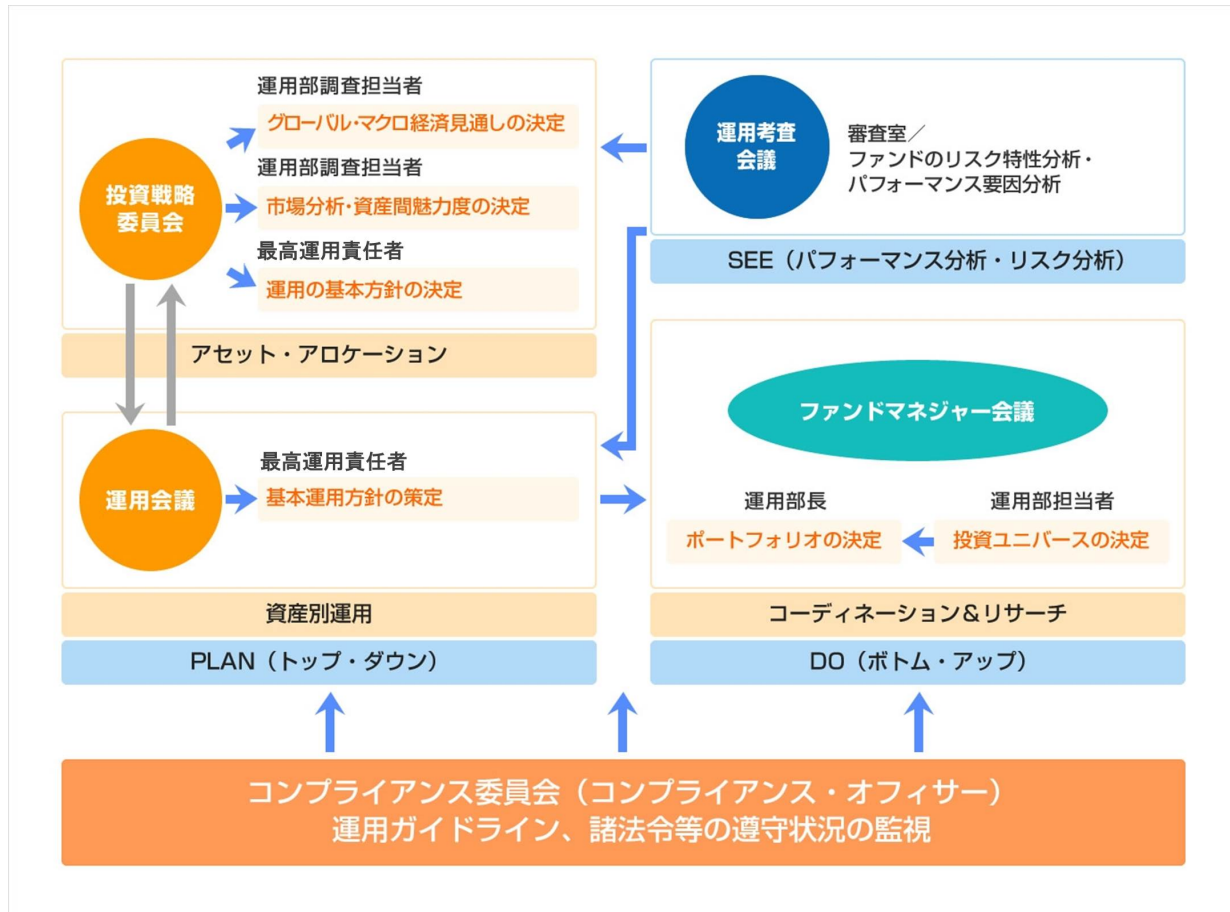 運用部調査担当者
グローバル・マクロ経済見通しの決定
運用部調査担当者
市場分析・資産間魅力度の決定
最高運用責任者
運用の基本方針の決定
投資戦略
委員会
アセット・アロケーション
運用考査
会議
審査室／
ファンドのリスク特性分析・
パフォーマンス要因分析
SEE（パフォーマンス分析・リスク分析）
運用会議
最高運用責任者
基本運用方針の策定
資産別運用
PLAN（トップ・ダウン）
ファンドマネジャー会議
運用部長
ポートフォリオの決定
運用部担当者
投資ユニバースの決定
コーディネーション＆リサーチ
DO（ボトム・アップ）
コンプライアンス委員会（コンプライアンス・オフィサー）
運用ガイドライン、諸法令等の遵守状況の監視